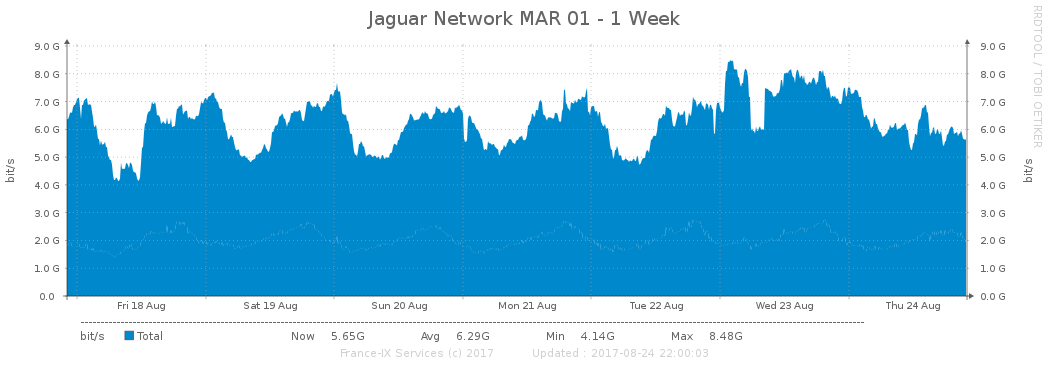 Jaguar Network MAR 01 - 1 Week
RRDTOOL / TOBI OETIKER
bit/s
bit/s
9.0 G 9.0 G
8.0 G 8.0 G
7.0 G 7.0 G
6.0 G 6.0 G
5.0 G 5.0 G
4.0 G 4.0 G
3.0 G 3.0 G
2.0 G 2.0 G
1.0 G 1.0 G
0.0 0.0 G
Fri 18 Aug Sat 19 Aug Sun 20 Aug Mon 21 Aug Tue 22 Aug Wed 23 Aug Thu 24 Aug
bit/s Total Now 5.65G Avg 6.29G Min 4.14G Max 8.48G
France-IX Services (c) 2017 Updated : 2017-08-24 22:00:03